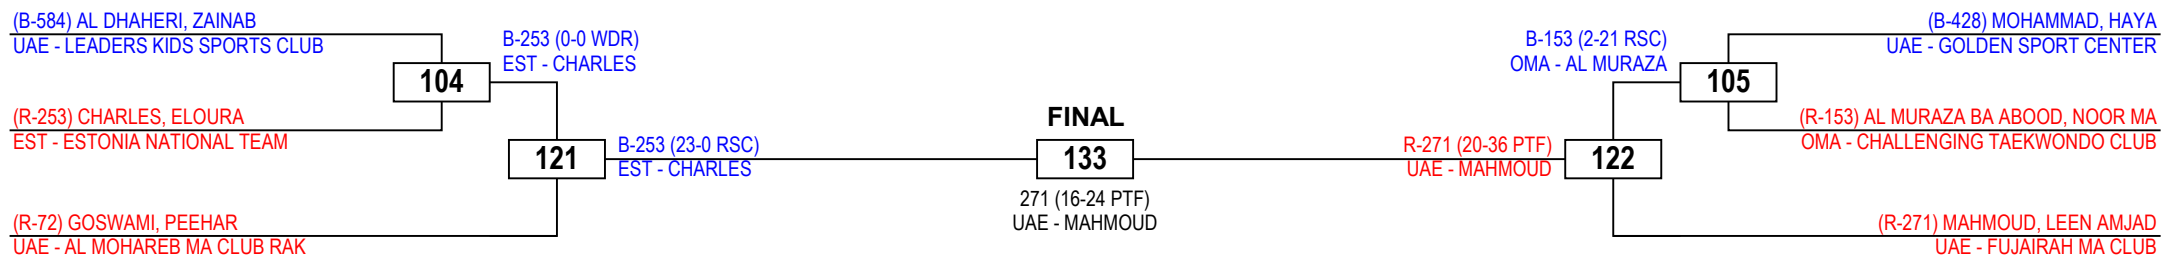 (B-584) AL DHAHERI, ZAINAB
UAE - LEADERS KIDS SPORTS CLUB
B-253 (0-0 WDR)
EST - CHARLES
104
(R-253) CHARLES, ELOURA
EST - ESTONIA NATIONAL TEAM
121
B-253 (23-0 RSC)
EST - CHARLES
(R-72) GOSWAMI, PEEHAR
UAE - AL MOHAREB MA CLUB RAK
FINAL
133
271 (16-24 PTF)
UAE - MAHMOUD
(B-428) MOHAMMAD, HAYA
UAE - GOLDEN SPORT CENTER
B-153 (2-21 RSC)
OMA - AL MURAZA
105
(R-153) AL MURAZA BA ABOOD, NOOR MA
OMA - CHALLENGING TAEKWONDO CLUB
R-271 (20-36 PTF)
UAE - MAHMOUD
122
(R-271) MAHMOUD, LEEN AMJAD
UAE - FUJAIRAH MA CLUB